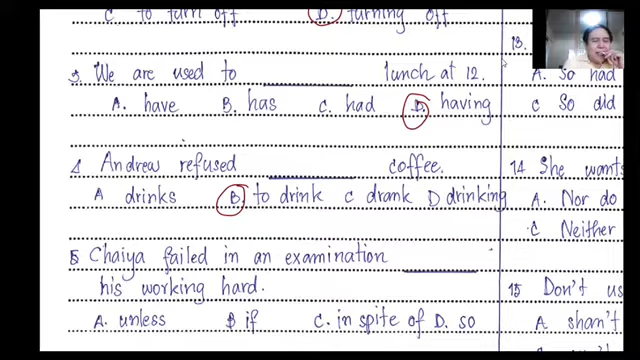 C to turn off D. turning off
3. We are used to ________ lunch at 12.
A. have B. has C. had D. having
4 Andrew refused ________ coffee.
A drinks B. to drink C drank D drinking
5 Chaiya failed in an examination ________
his working hard.
A. unless B if C. in spite of D. so
13.
A. So had
C So did
14 She wants
A. Nor do
C Neither
15 Don't us
A shan't